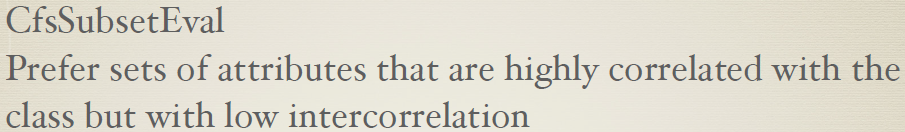 CfsSubsetEval
Prefer sets of attributes that are highly correlated with the
class but with low intercorrelation